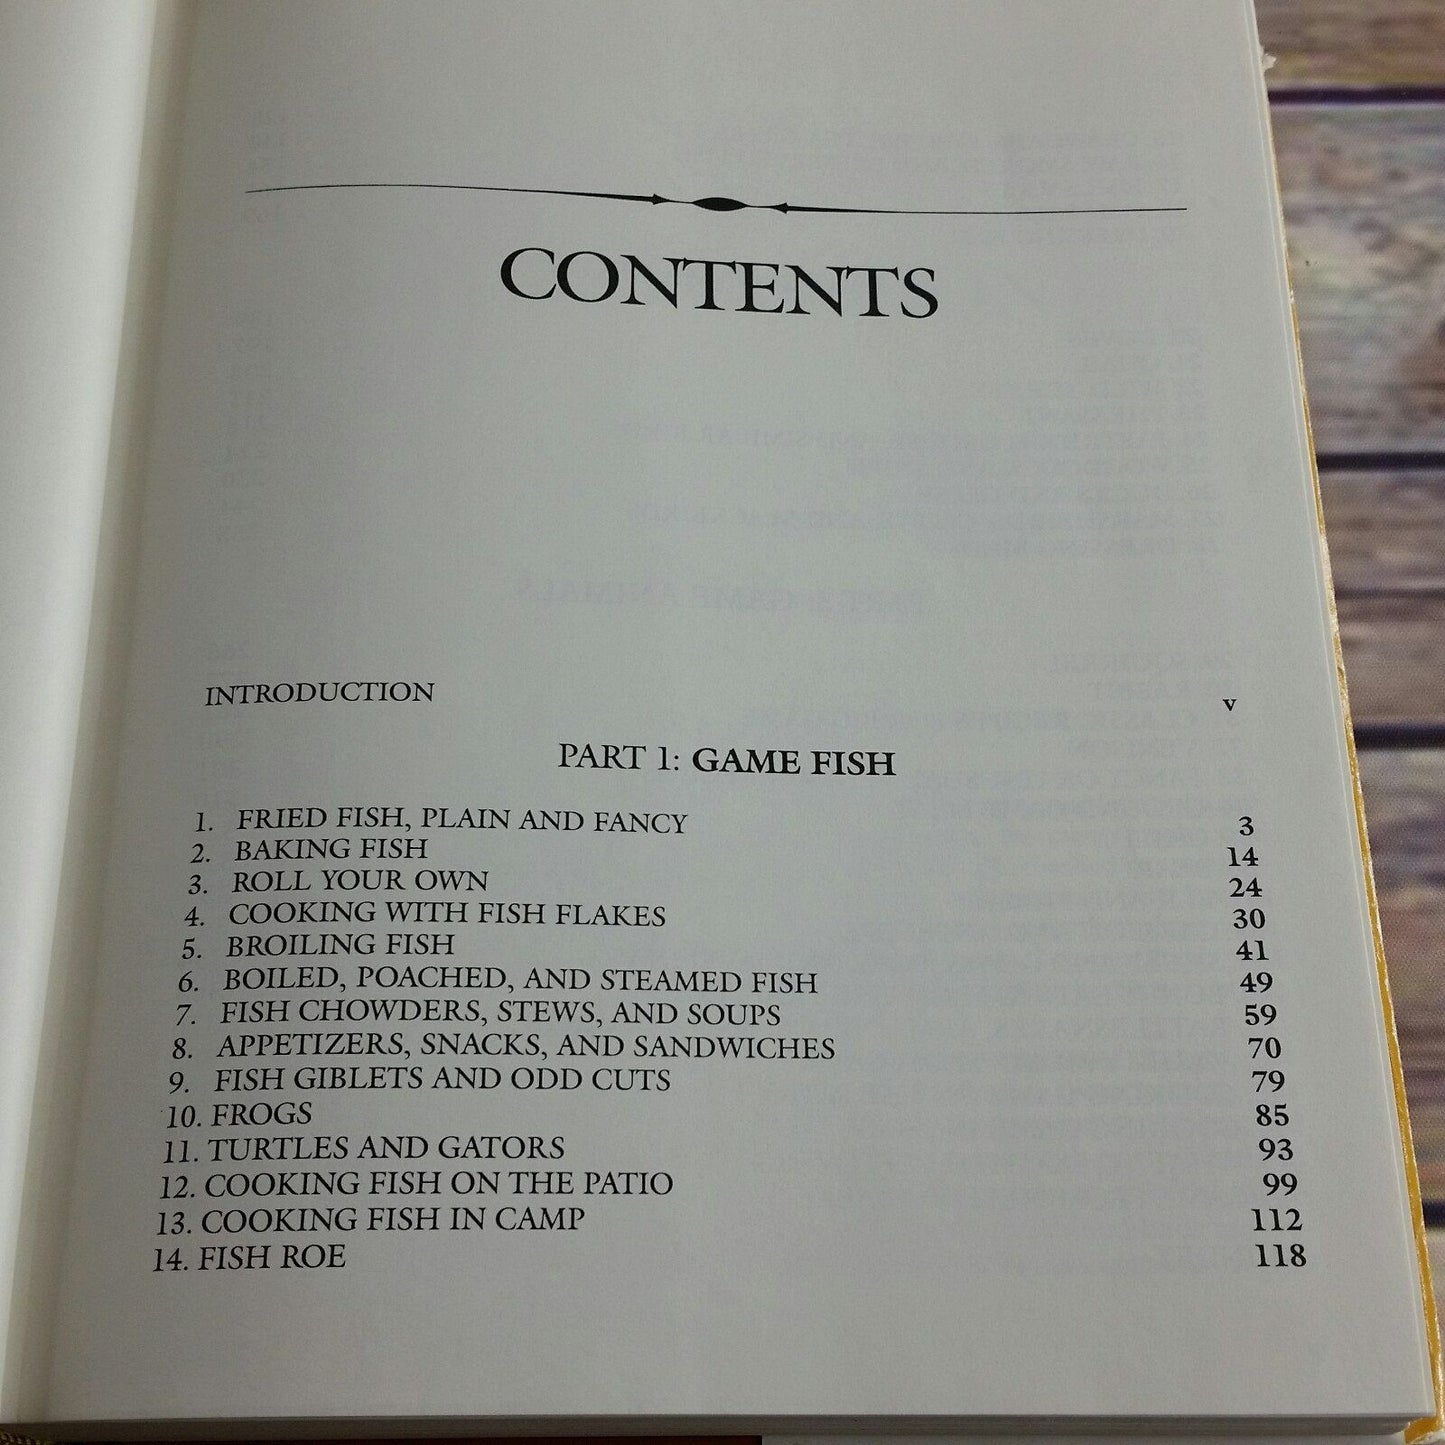 CONTENTS
INTRODUCTION v
PART 1: GAME FISH
1. FRIED FISH, PLAIN AND FANCY 3
2. BAKING FISH 14
3. ROLL YOUR OWN 24
4. COOKING WITH FISH FLAKES 30
5. BROILING FISH 41
6. BOILED, POACHED, AND STEAMED FISH 49
7. FISH CHOWDERS, STEWS, AND SOUPS 59
8. APPETIZERS, SNACKS, AND SANDWICHES 70
9. FISH GIBLETS AND ODD CUTS 79
10. FROGS 85
11. TURTLES AND GATORS 93
12. COOKING FISH ON THE PATIO 99
13. COOKING FISH IN CAMP 112
14. FISH ROE 118